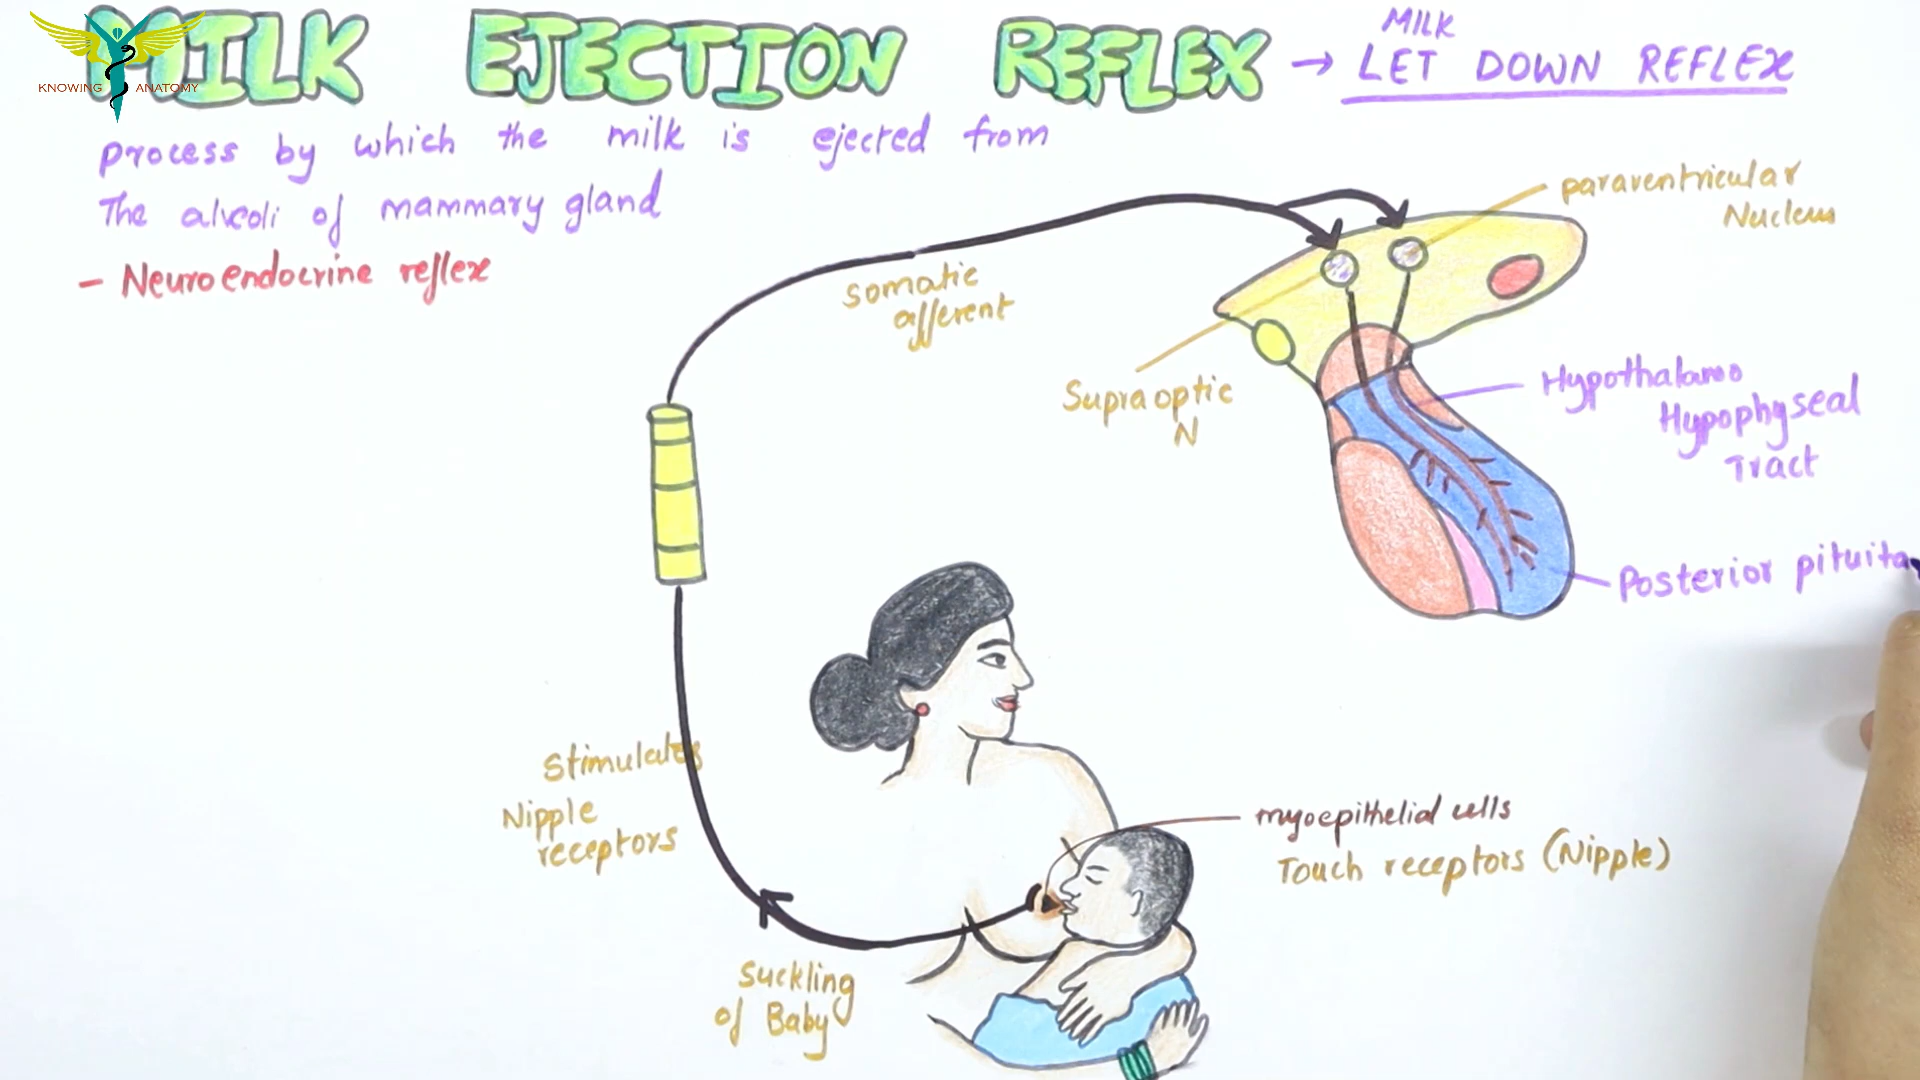 MILK EJECTION REFLEX → MILK
LET DOWN REFLEX
KNOWING ANATOMY
process by which the milk is ejected from
The alveoli of mammary gland
- Neuroendocrine reflex
paraventricular
Nucleus
somatic
afferent
Supraoptic
N
Hypothalamo
Hypophyseal
Tract
Posterior pituita
Stimulates
Nipple
receptors
myoepithelial cells
Touch receptors (Nipple)
Suckling
of Baby